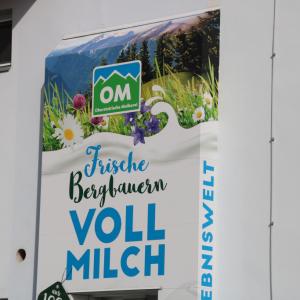 OM
Obersteirische Molkerei
Frische
Bergbauern
VOLL
MILCH
EBNISWELT